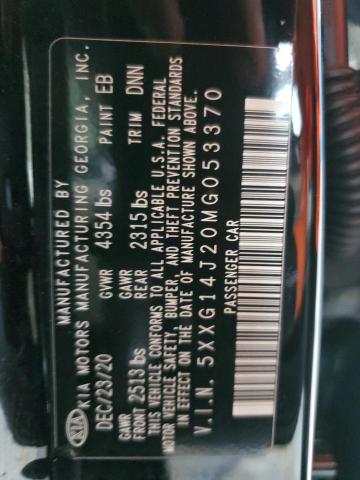 MANUFACTURED BY
KIA KIA MOTORS MANUFACTURING GEORGIA, INC.
DEC/23/20 GVWR 4354 lbs PAINT EB
GAWR FRONT 2513 lbs GAWR REAR 2315 lbs TRIM DNN
THIS VEHICLE CONFORMS TO ALL APPLICABLE U.S.A. FEDERAL
MOTOR VEHICLE SAFETY, BUMPER, AND THEFT PREVENTION STANDARDS
IN EFFECT ON THE DATE OF MANUFACTURE SHOWN ABOVE.
V.I.N. 5XXG14J20MG053370
PASSENGER CAR